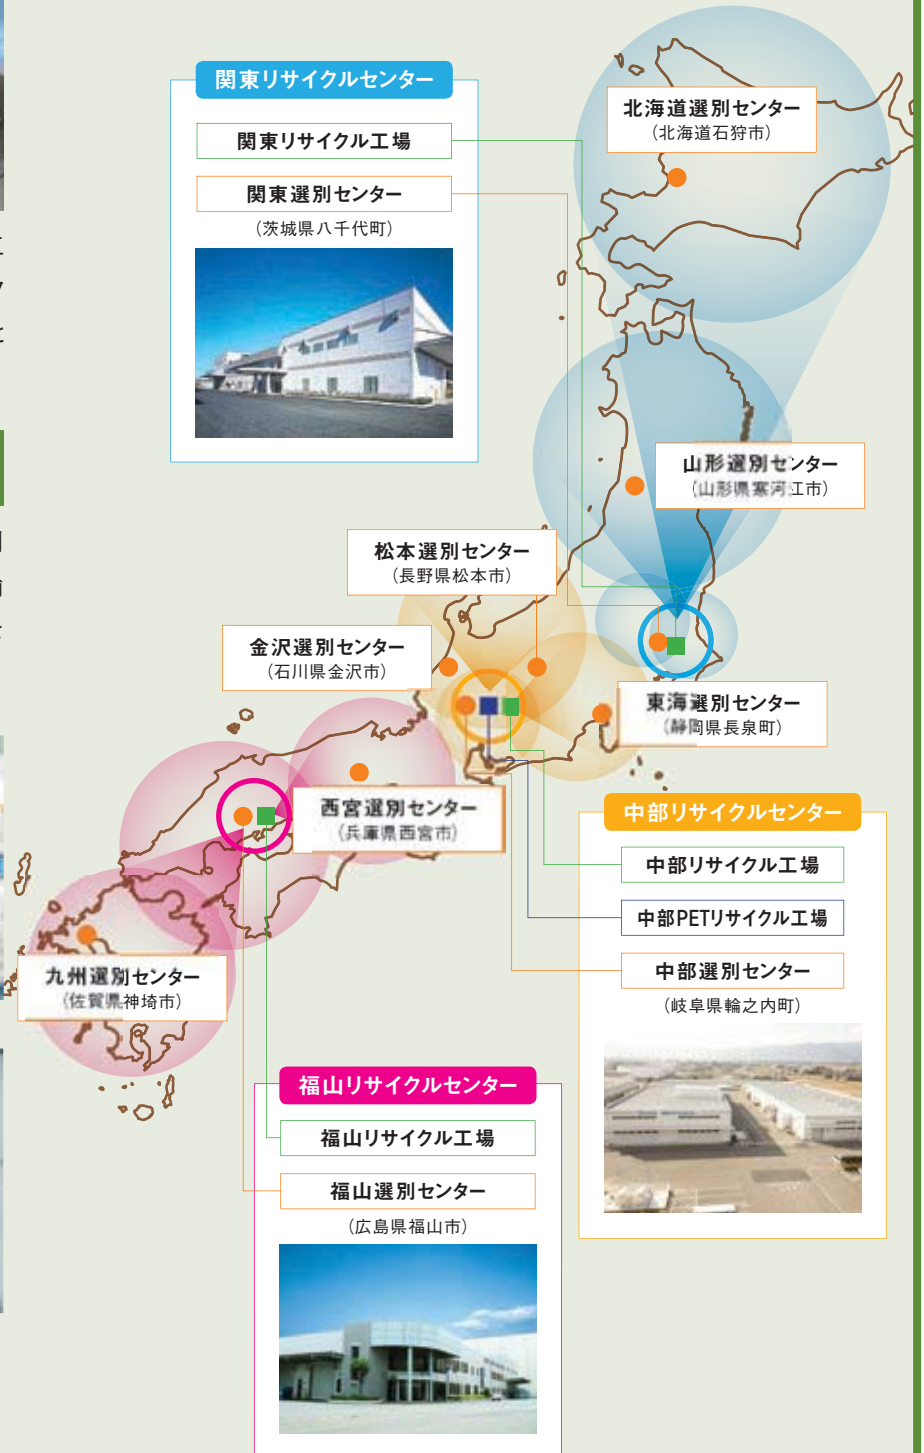 関東リサイクルセンター
関東リサイクル工場
関東選別センター
（茨城県八千代町）
北海道選別センター
（北海道石狩市）
山形選別センター
（山形県寒河江市）
松本選別センター
（長野県松本市）
金沢選別センター
（石川県金沢市）
東海選別センター
（静岡県長泉町）
西宮選別センター
（兵庫県西宮市）
中部リサイクルセンター
中部リサイクル工場
中部PETリサイクル工場
中部選別センター
（岐阜県輪之内町）
九州選別センター
（佐賀県神埼市）
福山リサイクルセンター
福山リサイクル工場
福山選別センター
（広島県福山市）